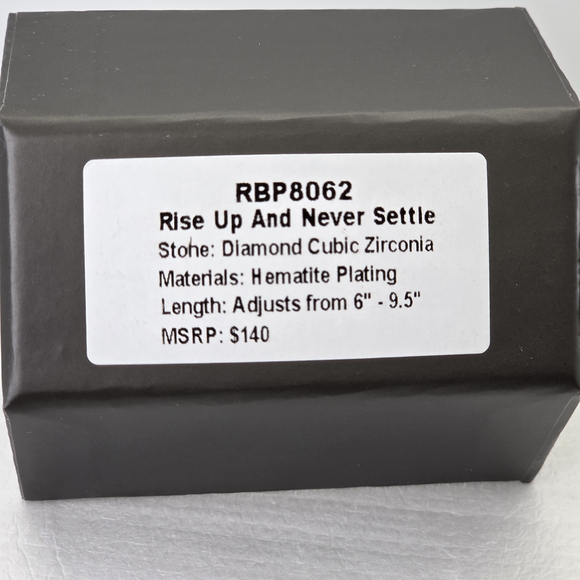 RBP8062
Rise Up And Never Settle
Stone: Diamond Cubic Zirconia
Materials: Hematite Plating
Length: Adjusts from 6" - 9.5"
MSRP: $140